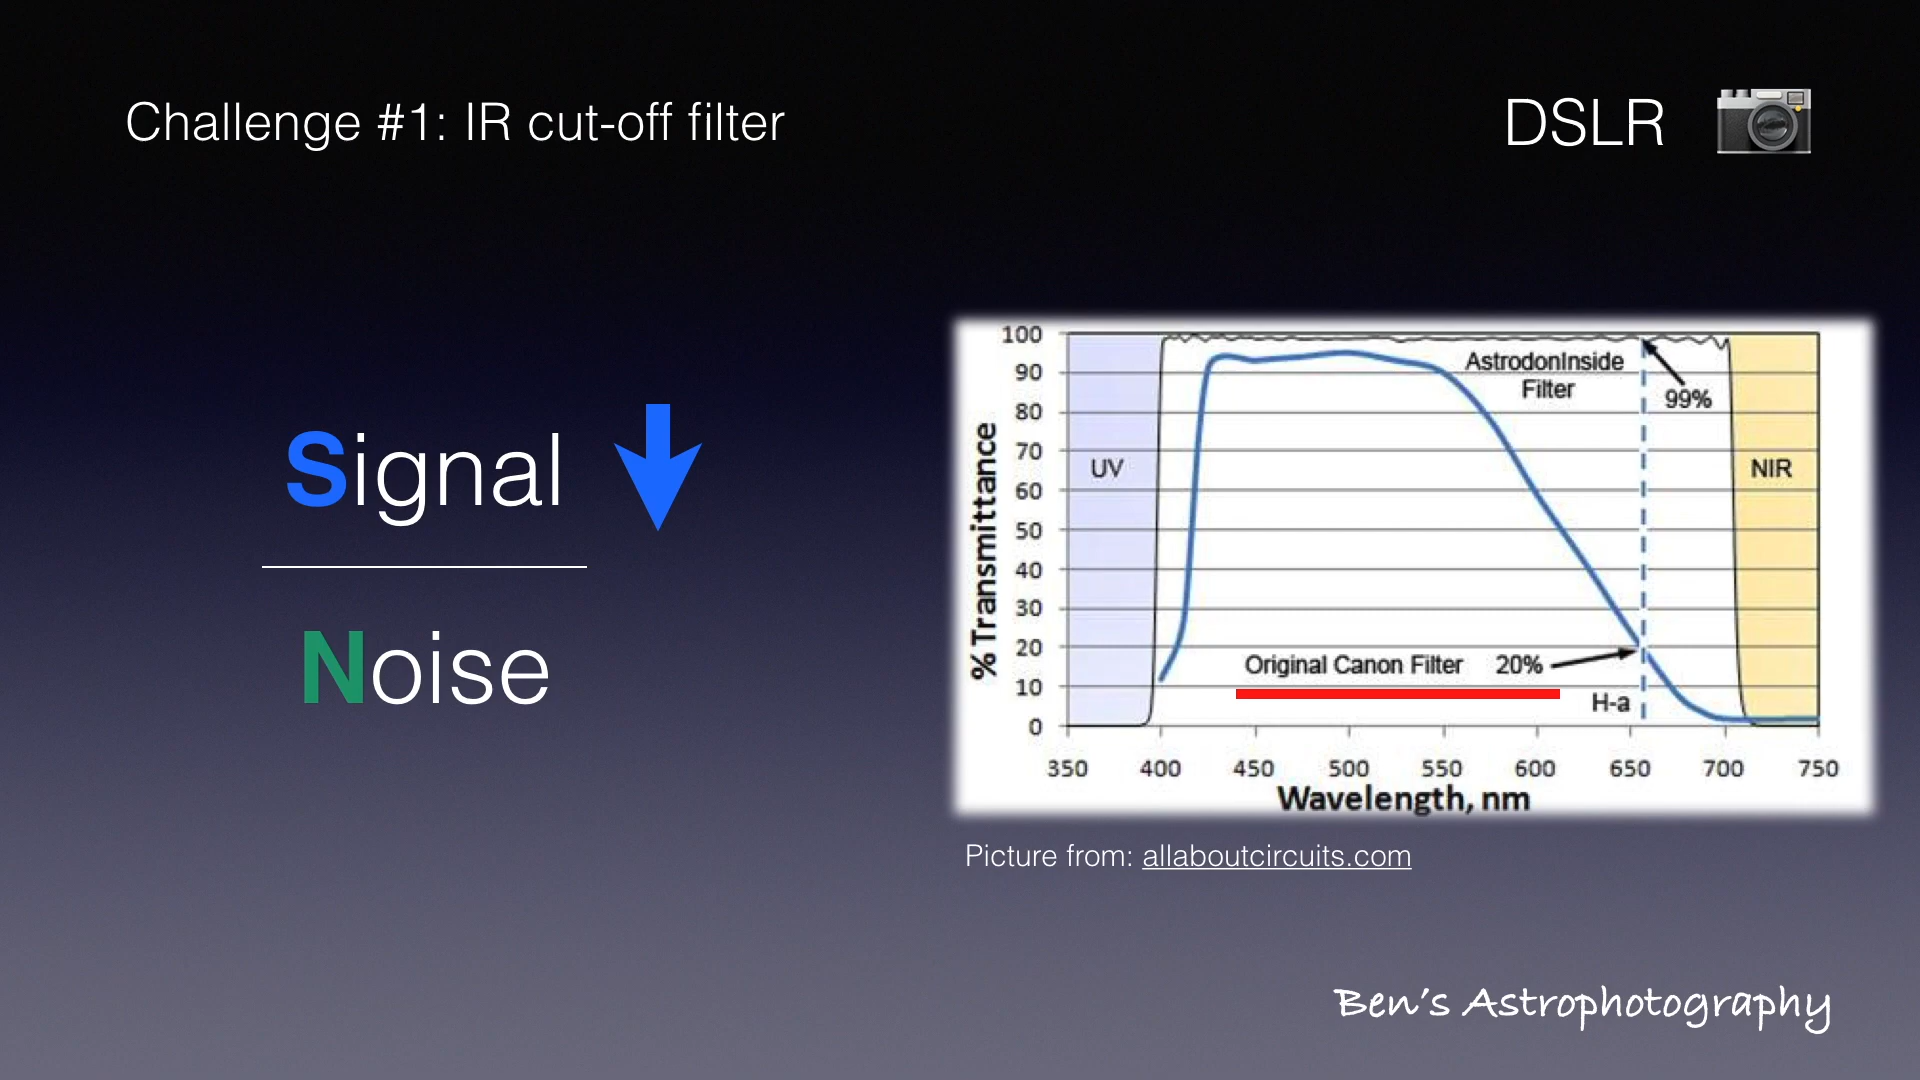 Challenge #1: IR cut-off filter
DSLR
Signal
Noise
% Transmittance
100
90
80
70
60
50
40
30
20
10
0
UV
AstrodonInside
Filter
99%
NIR
Original Canon Filter 20%
H-a
350 400 450 500 550 600 650 700 750
Wavelength, nm
Picture from: allaboutcircuits.com
Ben's Astrophotography